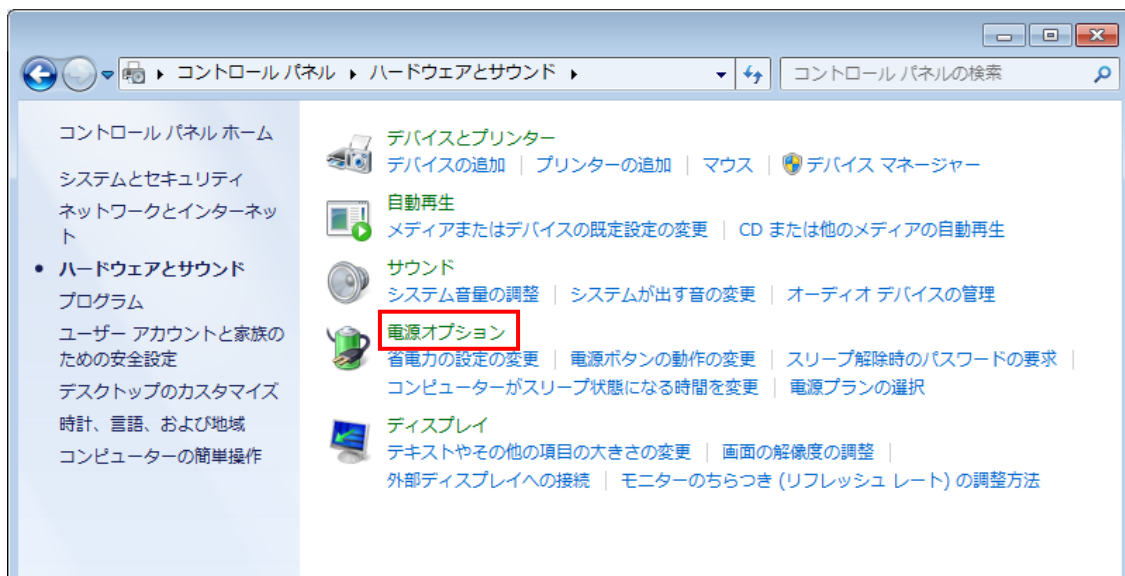 コントロール パネル ハードウェアとサウンド コントロール パネルの検索
コントロール パネル ホーム
システムとセキュリティ
ネットワークとインターネッ
ト
ハードウェアとサウンド
プログラム
ユーザー アカウントと家族の
ための安全設定
デスクトップのカスタマイズ
時計、言語、および地域
コンピューターの簡単操作
デバイスとプリンター
デバイスの追加 プリンターの追加 マウス デバイス マネージャー
自動再生
メディアまたはデバイスの既定設定の変更 CD または他のメディアの自動再生
サウンド
システム音量の調整 システムが出す音の変更 オーディオ デバイスの管理
電源オプション
省電力の設定の変更 電源ボタンの動作の変更 スリープ解除時のパスワードの要求
コンピューターがスリープ状態になる時間を変更 電源プランの選択
ディスプレイ
テキストやその他の項目の大きさの変更 画面の解像度の調整
外部ディスプレイへの接続 モニターのちらつき (リフレッシュ レート) の調整方法